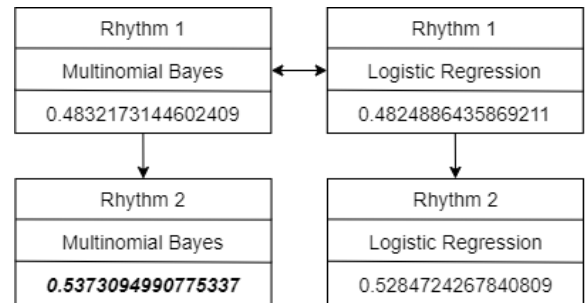 Rhythm 1
Multinomial Bayes
0.4832173144602409
Rhythm 1
Logistic Regression
0.4824886435869211
Rhythm 2
Multinomial Bayes
0.5373094990775337
Rhythm 2
Logistic Regression
0.5284724267840809